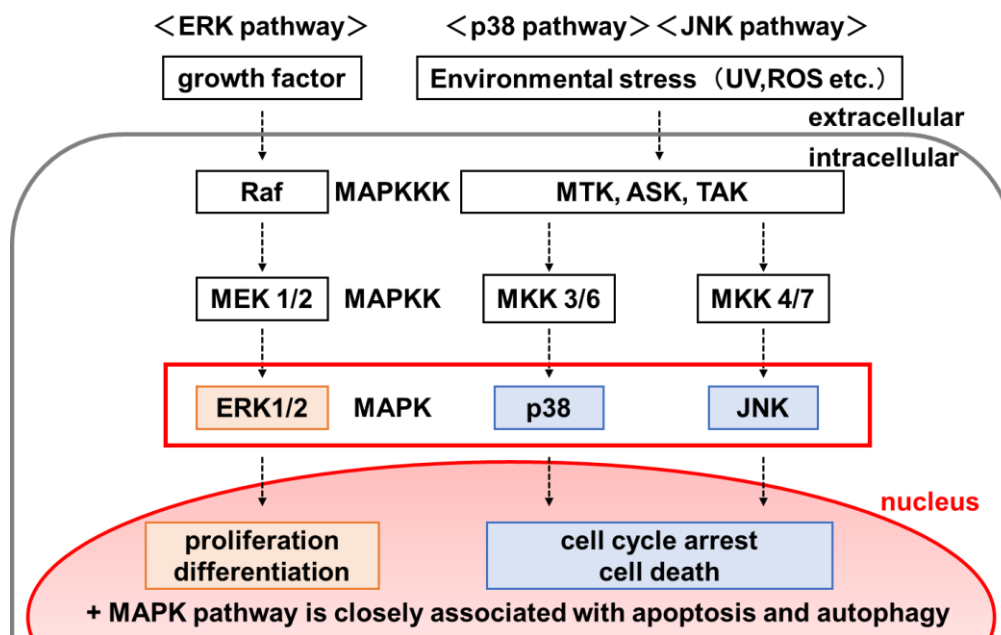 ＜ERK pathway＞ ＜p38 pathway＞＜JNK pathway＞
growth factor Environmental stress（UV,ROS etc.）
extracellular
intracellular
Raf MAPKKK MTK, ASK, TAK
MEK 1/2 MAPKK MKK 3/6 MKK 4/7
ERK1/2 MAPK p38 JNK
nucleus
proliferation
differentiation
cell cycle arrest
cell death
+ MAPK pathway is closely associated with apoptosis and autophagy